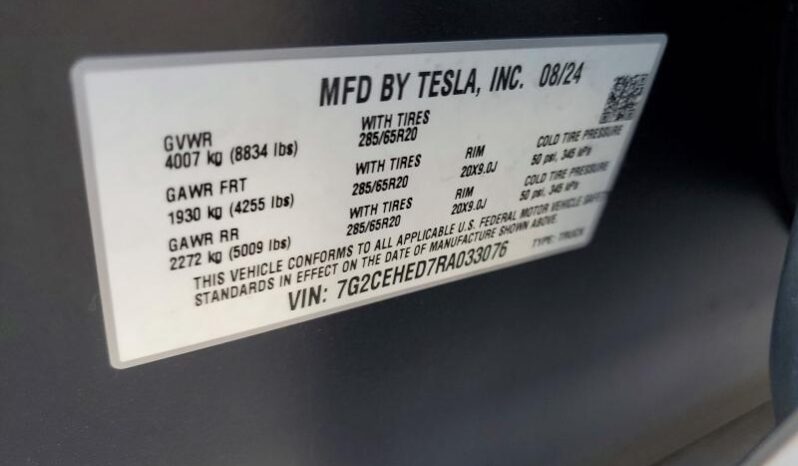 MFD BY TESLA, INC. 08/24
GVWR
4007 kg (8834 lbs)
WITH TIRES
285/65R20
GAWR FRT
1930 kg (4255 lbs)
WITH TIRES
285/65R20
RIM
20X9.0J
COLD TIRE PRESSURE
50 psi, 345 kPa
GAWR RR
2272 kg (5009 lbs)
WITH TIRES
285/65R20
RIM
20X9.0J
COLD TIRE PRESSURE
50 psi, 345 kPa
THIS VEHICLE CONFORMS TO ALL APPLICABLE U.S. FEDERAL MOTOR VEHICLE SAFETY
STANDARDS IN EFFECT ON THE DATE OF MANUFACTURE SHOWN ABOVE.
VIN: 7G2CEHED7RA033076
TYPE: TRUCK